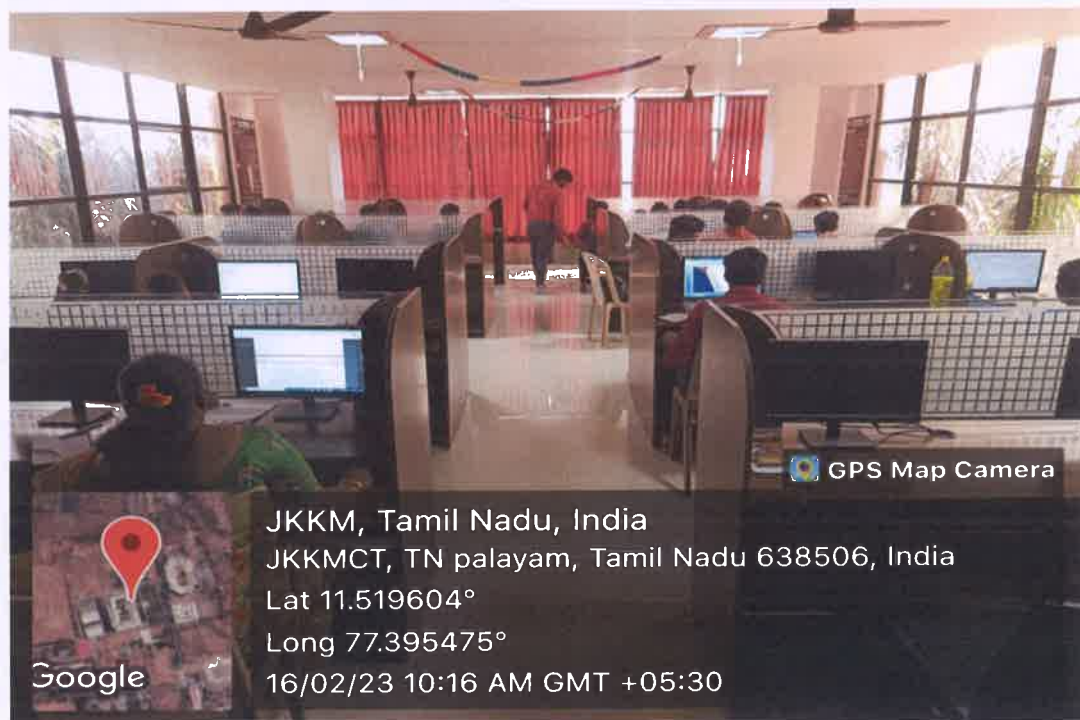 GPS Map Camera
JKKM, Tamil Nadu, India
JKKMCT, TN palayam, Tamil Nadu 638506, India
Lat 11.519604°
Long 77.395475°
16/02/23 10:16 AM GMT +05:30
Google